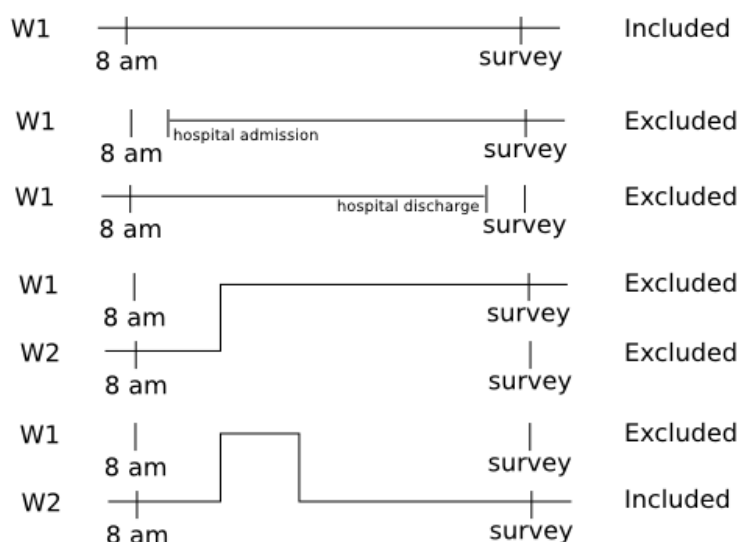 W1 Included
8 am survey
W1 Excluded
hospital admission
8 am survey
W1 Excluded
hospital discharge
8 am survey
W1 Excluded
8 am survey
W2 Excluded
8 am survey
W1 Excluded
8 am survey
W2 Included
8 am survey